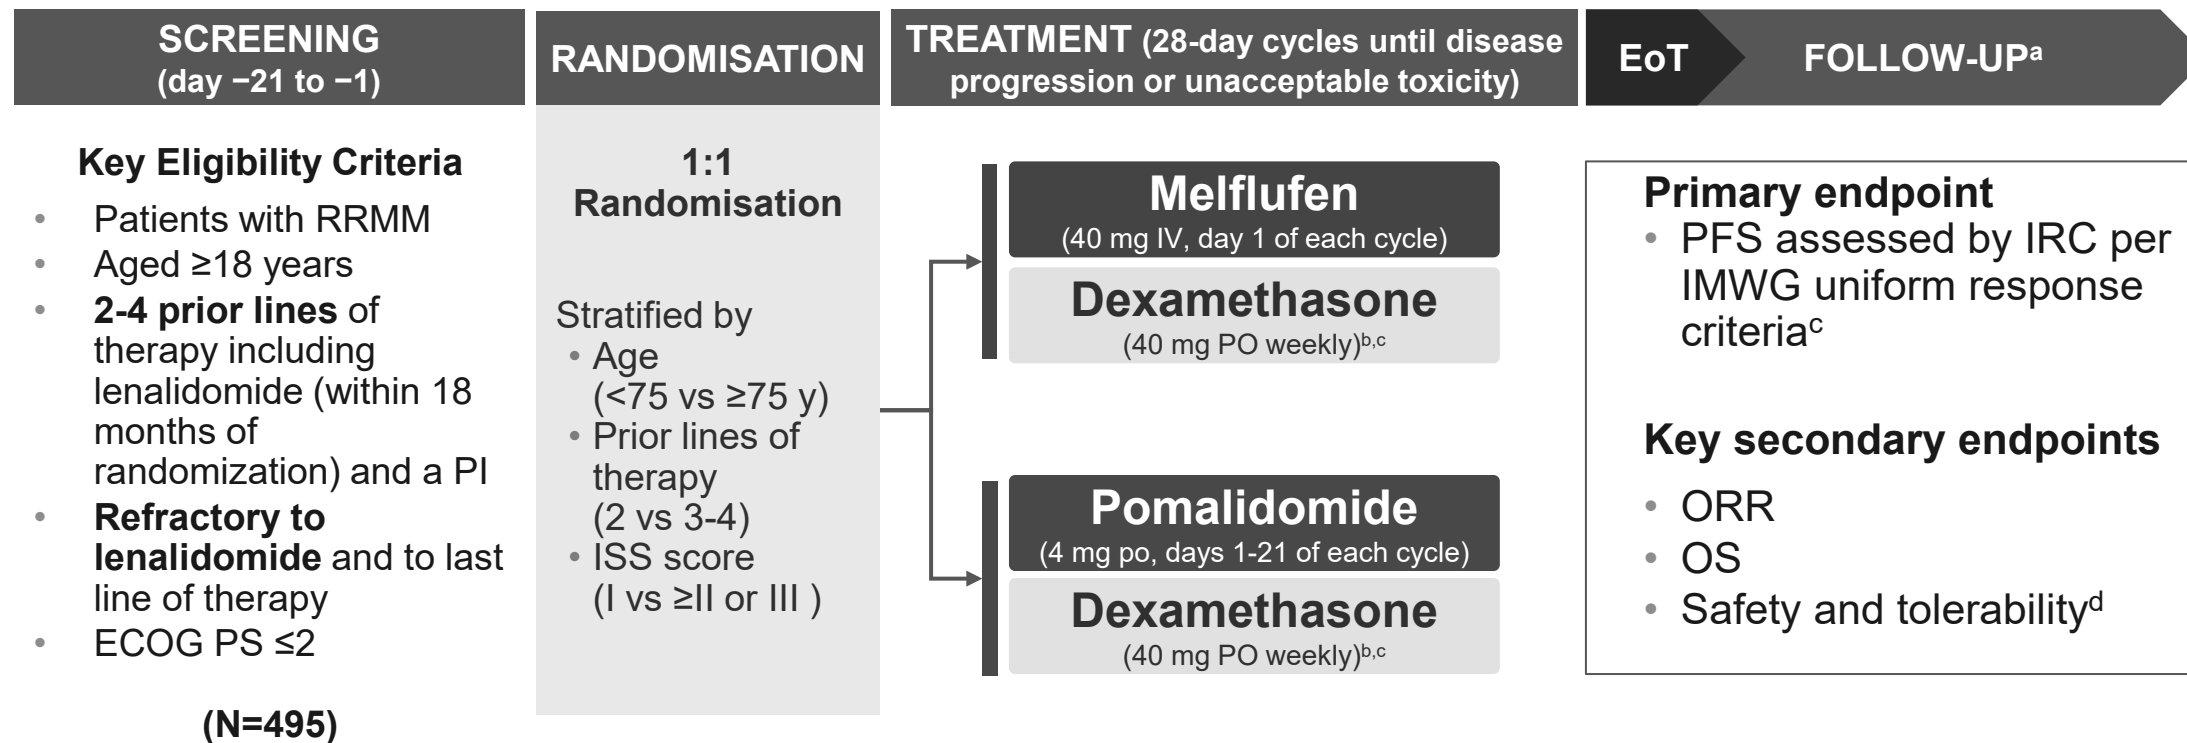 SCREENING
(day −21 to −1)
Key Eligibility Criteria
• Patients with RRMM
• Aged ≥18 years
• 2-4 prior lines of
therapy including
lenalidomide (within 18
months of
randomization) and a PI
• Refractory to
lenalidomide and to last
line of therapy
• ECOG PS ≤2
(N=495)
RANDOMISATION
1:1
Randomisation
Stratified by
• Age
(<75 vs ≥75 y)
• Prior lines of
therapy
(2 vs 3-4)
• ISS score
(I vs ≥II or III )
TREATMENT (28-day cycles until disease
progression or unacceptable toxicity)
Melflufen
(40 mg IV, day 1 of each cycle)
Dexamethasone
(40 mg PO weekly)b,c
Pomalidomide
(4 mg po, days 1-21 of each cycle)
Dexamethasone
(40 mg PO weekly)b,c
EoT
FOLLOW-UPa
Primary endpoint
• PFS assessed by IRC per
IMWG uniform response
criteriac
Key secondary endpoints
• ORR
• OS
• Safety and tolerabilityd